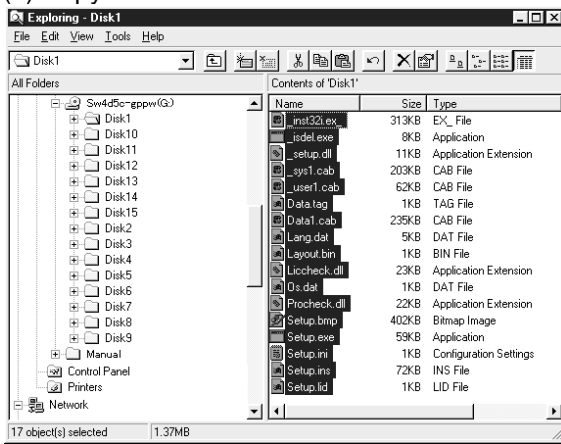 Exploring - Disk1
File Edit View Tools Help
Disk1
All Folders Contents of 'Disk1'
Sw4d5c-gppw(G:)
Disk1
Disk10
Disk11
Disk12
Disk13
Disk14
Disk15
Disk2
Disk3
Disk4
Disk5
Disk6
Disk7
Disk8
Disk9
Manual
Control Panel
Printers
Network
Name Size Type
_inst32i.ex_ 313KB EX_ File
_isdel.exe 8KB Application
_setup.dll 11KB Application Extension
_sys1.cab 203KB CAB File
_user1.cab 62KB CAB File
Data.tag 1KB TAG File
Data1.cab 235KB CAB File
Lang.dat 5KB DAT File
Layout.bin 1KB BIN File
Liccheck.dll 23KB Application Extension
Os.dat 1KB DAT File
Procheck.dll 22KB Application Extension
Setup.bmp 402KB Bitmap Image
Setup.exe 59KB Application
Setup.ini 1KB Configuration Settings
Setup.ins 72KB INS File
Setup.lid 1KB LID File
17 object(s) selected 1.37MB